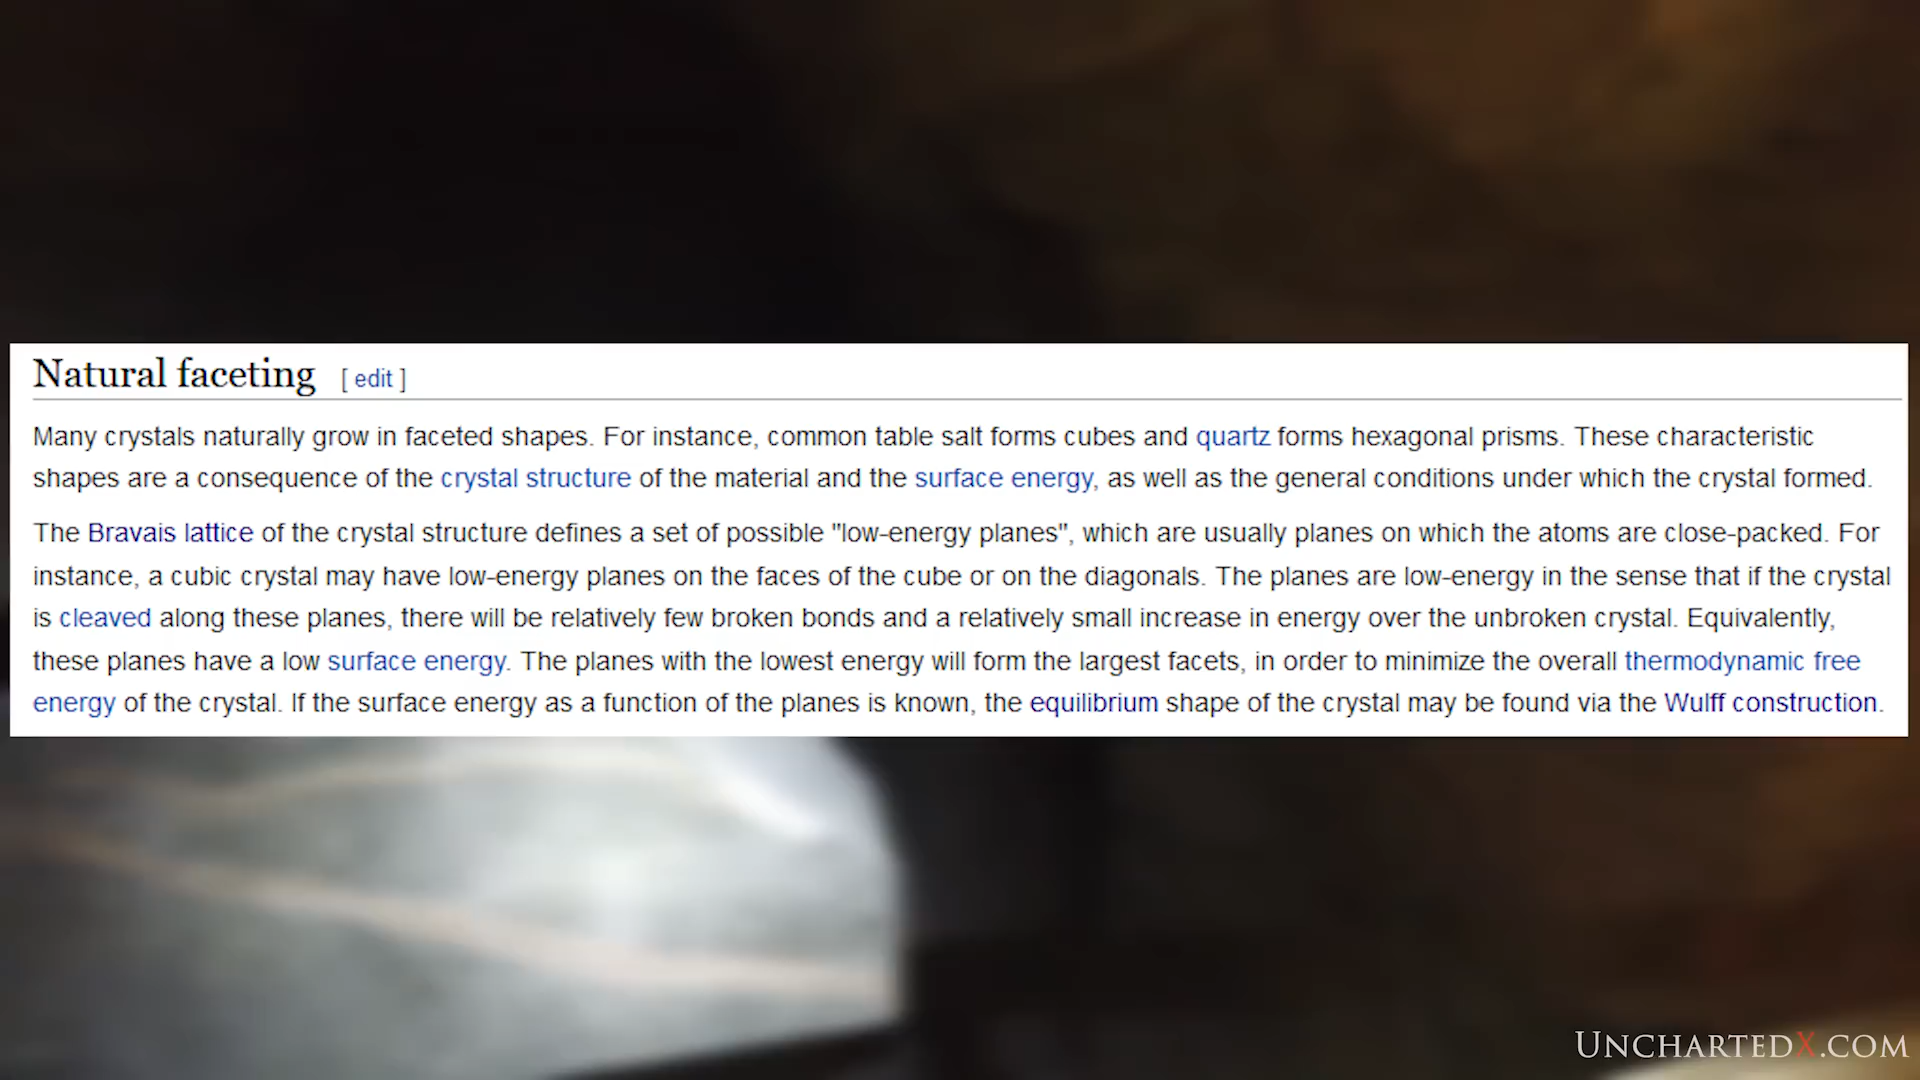 Natural faceting [ edit ]
Many crystals naturally grow in faceted shapes. For instance, common table salt forms cubes and quartz forms hexagonal prisms. These characteristic
shapes are a consequence of the crystal structure of the material and the surface energy, as well as the general conditions under which the crystal formed.
The Bravais lattice of the crystal structure defines a set of possible "low-energy planes", which are usually planes on which the atoms are close-packed. For
instance, a cubic crystal may have low-energy planes on the faces of the cube or on the diagonals. The planes are low-energy in the sense that if the crystal
is cleaved along these planes, there will be relatively few broken bonds and a relatively small increase in energy over the unbroken crystal. Equivalently,
these planes have a low surface energy. The planes with the lowest energy will form the largest facets, in order to minimize the overall thermodynamic free
energy of the crystal. If the surface energy as a function of the planes is known, the equilibrium shape of the crystal may be found via the Wulff construction.
UNCHARTEDX.COM